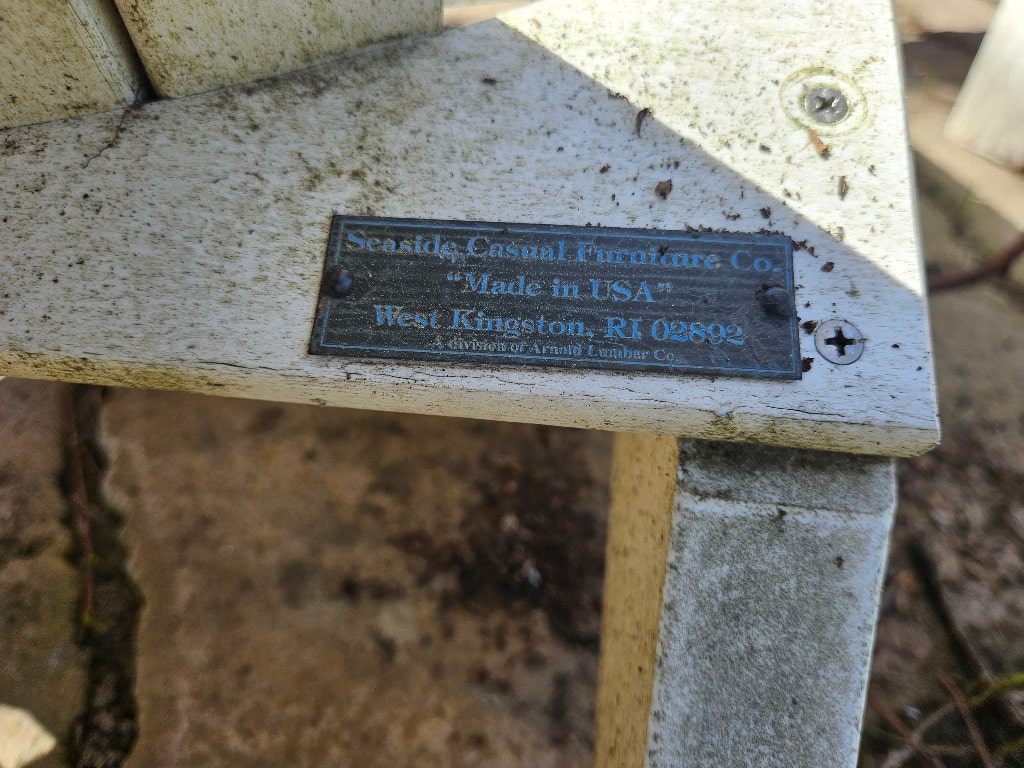 Seaside Casual Furniture Co.
"Made in USA"
West Kingston, RI 02892
A division of Arnold Lumber Co.